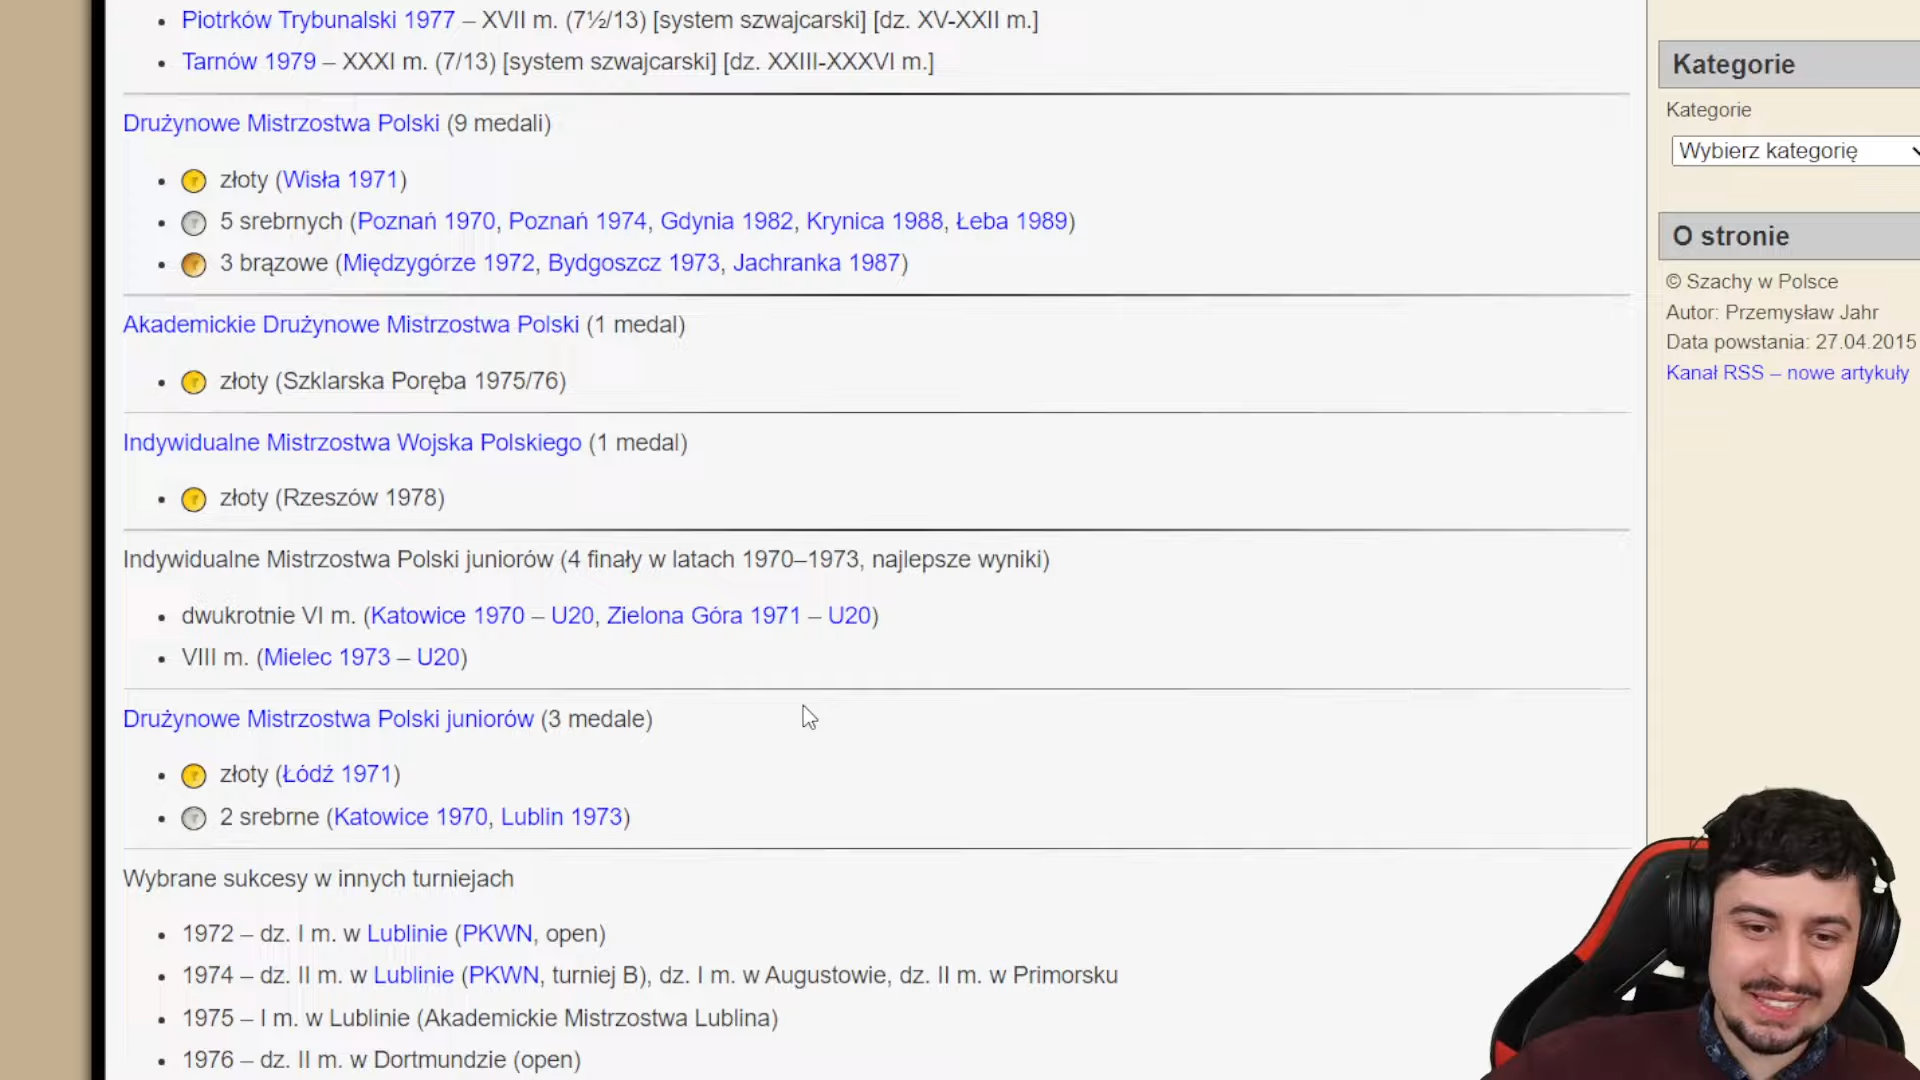 Piotrków Trybunalski 1977 – XVII m. (7½/13) [system szwajcarski] [dz. XV-XXII m.]
Tarnów 1979 – XXXI m. (7/13) [system szwajcarski] [dz. XXIII-XXXVI m.]
Drużynowe Mistrzostwa Polski (9 medali)
złoty (Wisła 1971)
5 srebrnych (Poznań 1970, Poznań 1974, Gdynia 1982, Krynica 1988, Łeba 1989)
3 brązowe (Międzygórze 1972, Bydgoszcz 1973, Jachranka 1987)
Akademickie Drużynowe Mistrzostwa Polski (1 medal)
złoty (Szklarska Poręba 1975/76)
Indywidualne Mistrzostwa Wojska Polskiego (1 medal)
złoty (Rzeszów 1978)
Indywidualne Mistrzostwa Polski juniorów (4 finały w latach 1970–1973, najlepsze wyniki)
dwukrotnie VI m. (Katowice 1970 – U20, Zielona Góra 1971 – U20)
VIII m. (Mielec 1973 – U20)
Drużynowe Mistrzostwa Polski juniorów (3 medale)
złoty (Łódź 1971)
2 srebrne (Katowice 1970, Lublin 1973)
Wybrane sukcesy w innych turniejach
1972 – dz. I m. w Lublinie (PKWN, open)
1974 – dz. II m. w Lublinie (PKWN, turniej B), dz. I m. w Augustowie, dz. II m. w Primorsku
1975 – I m. w Lublinie (Akademickie Mistrzostwa Lublina)
1976 – dz. II m. w Dortmundzie (open)
Kategorie
Kategorie
Wybierz kategorię
O stronie
© Szachy w Polsce
Autor: Przemysław Jahr
Data powstania: 27.04.2015
Kanał RSS – nowe artykuły